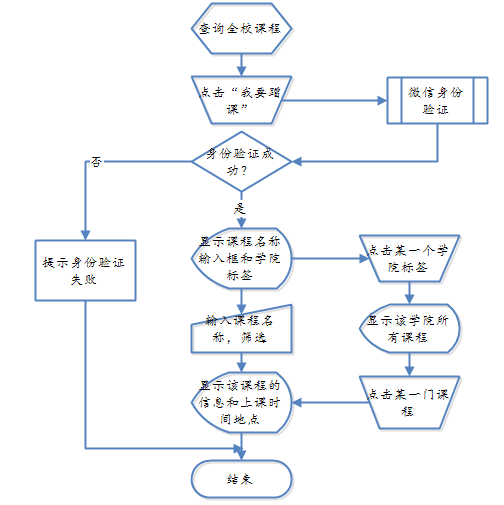 查询全校课程
点击“我要蹭
课”
微信身份
验证
身份验证成
功？
否
是
提示身份验证
失败
显示课程名称
输入框和学院
标签
点击某一个学
院标签
输入课程名
称，筛选
显示该学院所
有课程
显示该课程的
信息和上课时
间地点
点击某一门课
程
结束